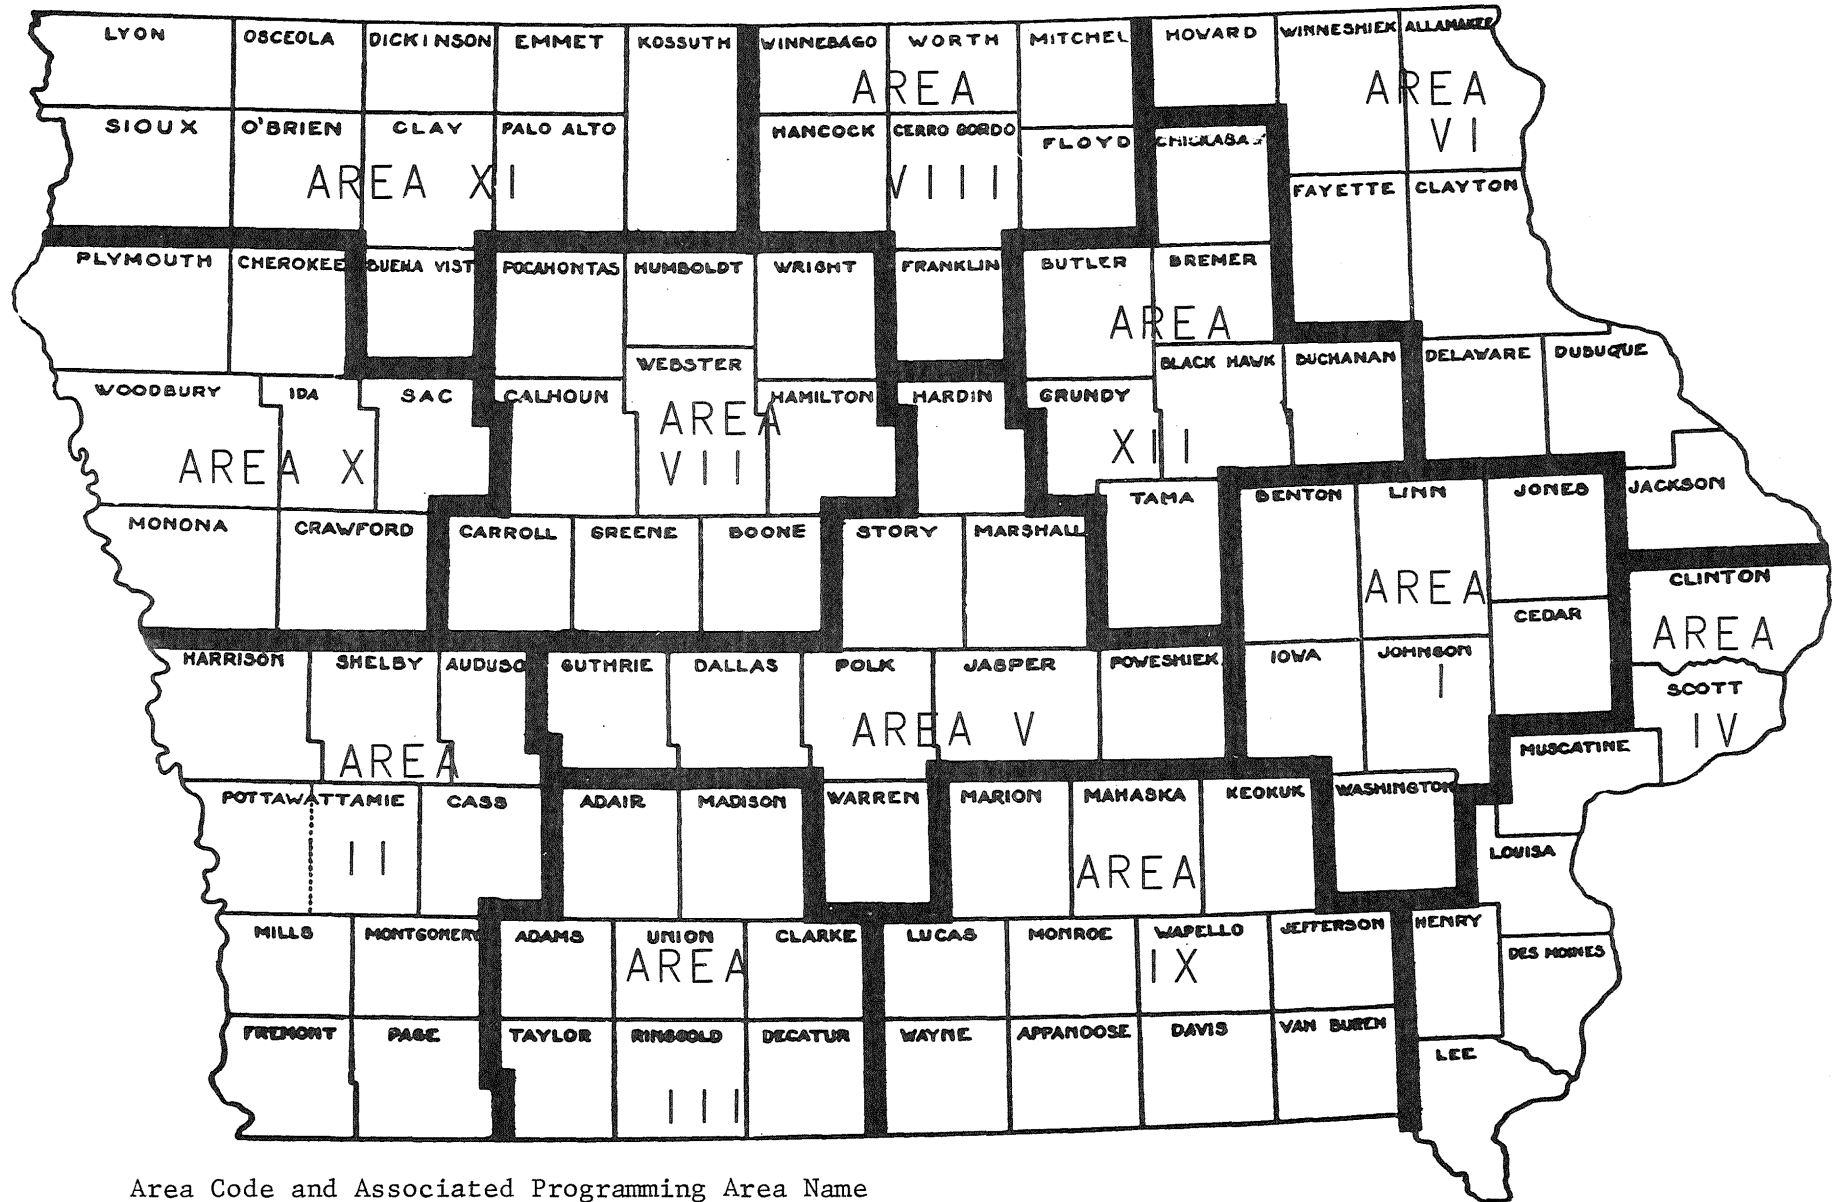 LYON OSCEOLA DICKINSON EMMET KOSSUTH WINNEBAGO WORTH MITCHEL HOWARD WINNESHIEK ALLAMAKEE
AREA AREA
SIOUX O'BRIEN CLAY PALO ALTO HANCOCK CERRO GORDO FLOYD VI
AREA XI VIII FAYETTE CLAYTON
PLYMOUTH CHEROKEE BUENA VIST POCAHONTAS HUMBOLDT WRIGHT FRANKLIN BUTLER BREMER
AREA
WEBSTER BLACK HAWK BUCHANAN DELAWARE DUBUQUE
WOODBURY IDA SAC CALHOUN HAMILTON HARDIN GRUNDY
AREA X AREA VII XII
TAMA BENTON LINN JONES JACKSON
MONONA CRAWFORD CARROLL GREENE BOONE STORY MARSHALL
AREA CLINTON
CEDAR AREA
HARRISON SHELBY AUDUBO GUTHRIE DALLAS POLK JASPER POWESHIEK IOWA JOHNSON
I SCOTT
AREA AREA V IV
MUSCATINE
POTTAWATTAMIE CASS ADAIR MADISON WARREN MARION MAHASKA KEOKUK WASHINGTON
II AREA LOUISA
MILLS MONTGOMERY ADAMS UNION CLARKE LUCAS MONROE WAPELLO JEFFERSON HENRY
AREA IX DES MOINES
FREMONT PAGE TAYLOR RINGGOLD DECATUR WAYNE APPANOOSE DAVIS VAN BUREN
LEE
III
Area Code and Associated Programming Area Name